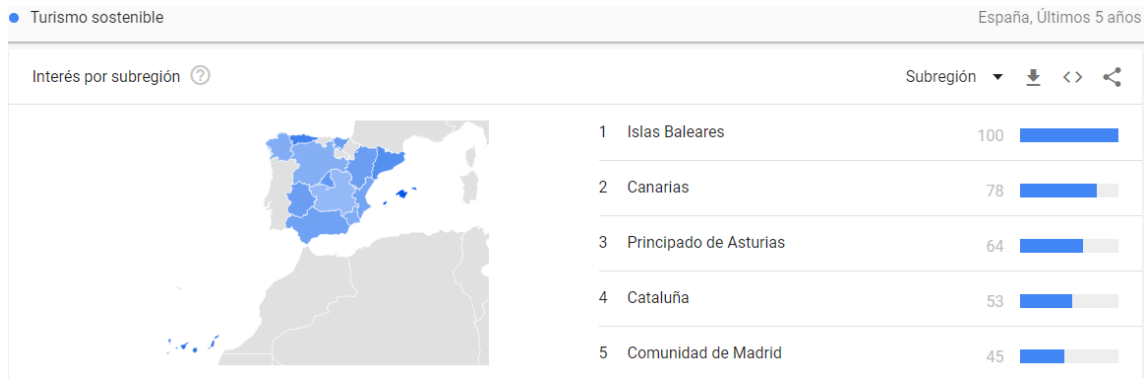 Turismo sostenible España, Últimos 5 años
Interés por subregión ? Subregión
1 Islas Baleares 100
2 Canarias 78
3 Principado de Asturias 64
4 Cataluña 53
5 Comunidad de Madrid 45